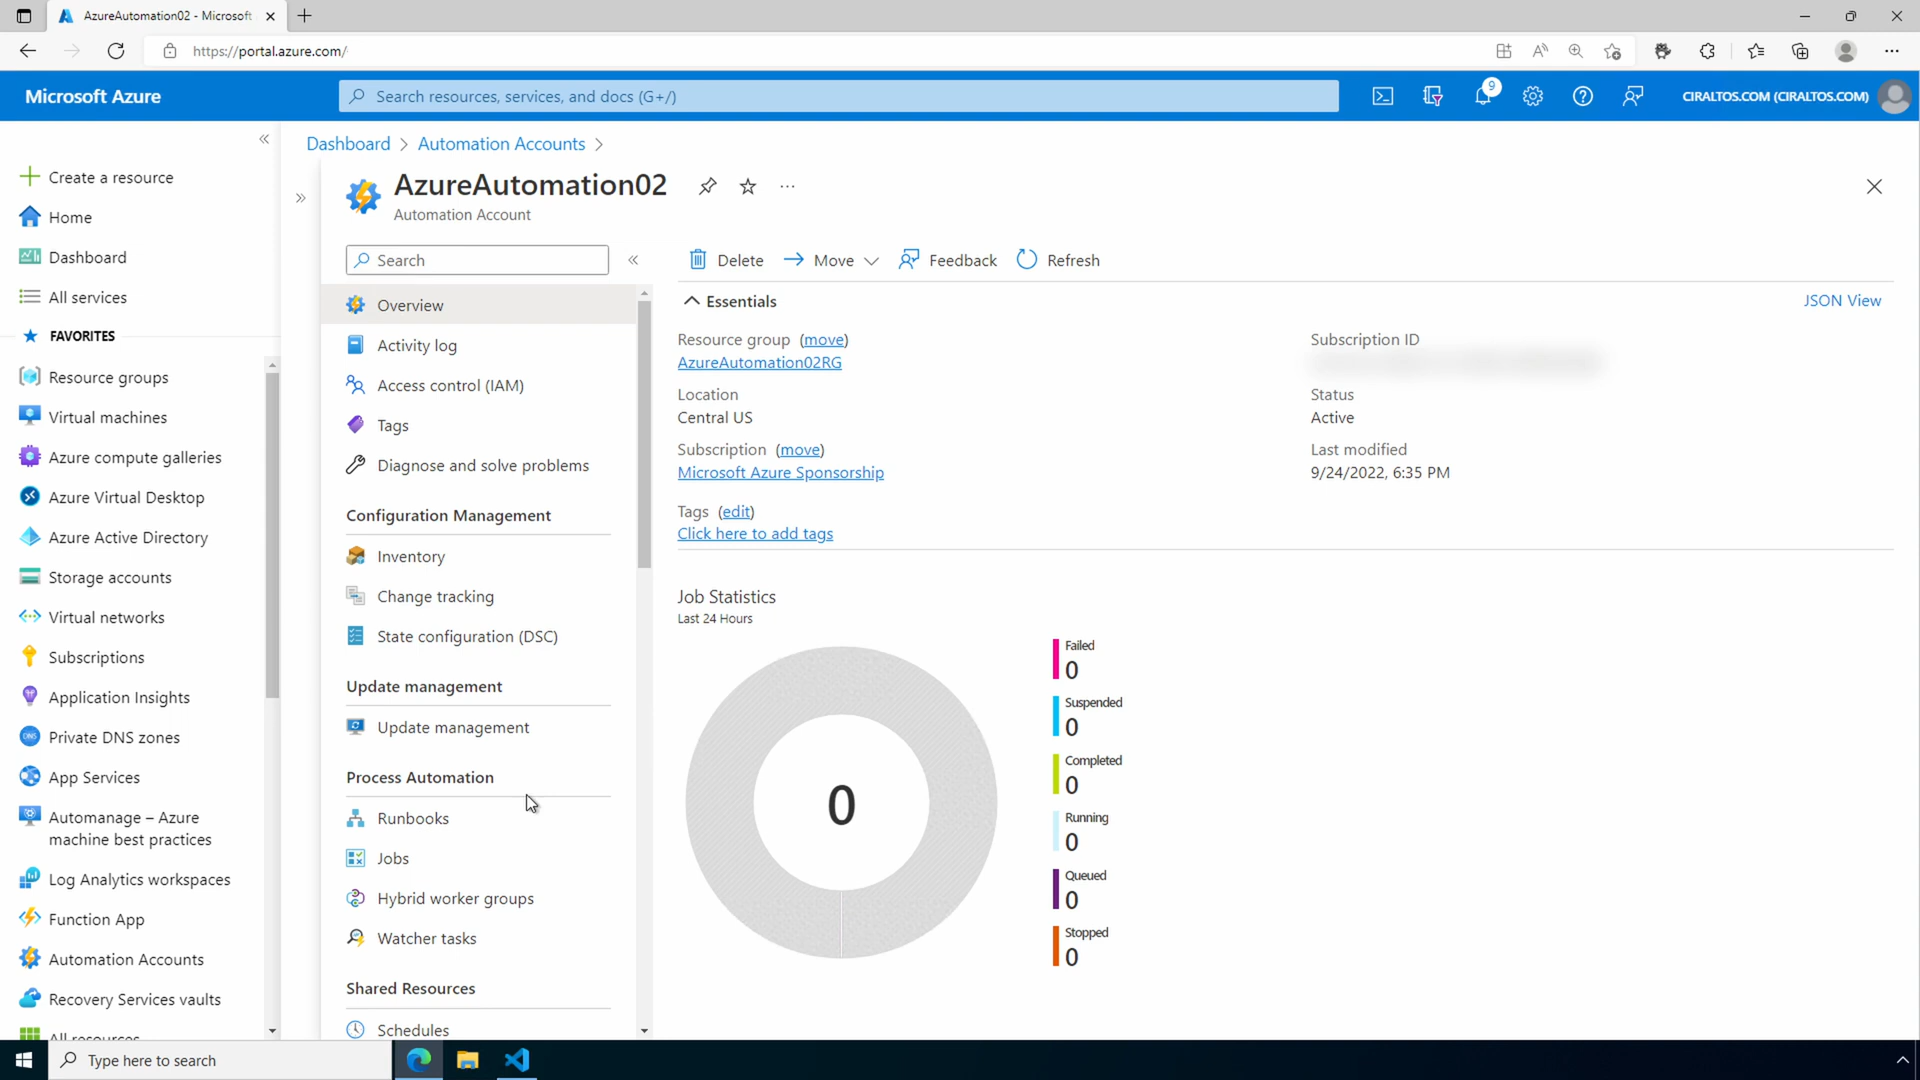 AzureAutomation02 - Microsoft
https://portal.azure.com/
Microsoft Azure
Search resources, services, and docs (G+/)
9
CIRALTOS.COM (CIRALTOS.COM)
Dashboard
Automation Accounts
Create a resource
Home
Dashboard
All services
FAVORITES
Resource groups
Virtual machines
Azure compute galleries
Azure Virtual Desktop
Azure Active Directory
Storage accounts
Virtual networks
Subscriptions
Application Insights
Private DNS zones
App Services
Automanage – Azure
machine best practices
Log Analytics workspaces
Function App
Automation Accounts
Recovery Services vaults
All resources
AzureAutomation02
Automation Account
Search
Overview
Activity log
Access control (IAM)
Tags
Diagnose and solve problems
Configuration Management
Inventory
Change tracking
State configuration (DSC)
Update management
Update management
Process Automation
Runbooks
Jobs
Hybrid worker groups
Watcher tasks
Shared Resources
Schedules
Delete
Move
Feedback
Refresh
Essentials
JSON View
Resource group (move)
AzureAutomation02RG
Location
Central US
Subscription (move)
Microsoft Azure Sponsorship
Tags (edit)
Click here to add tags
Subscription ID
Status
Active
Last modified
9/24/2022, 6:35 PM
Job Statistics
Last 24 Hours
0
Failed
0
Suspended
0
Completed
0
Running
0
Queued
0
Stopped
0
Type here to search